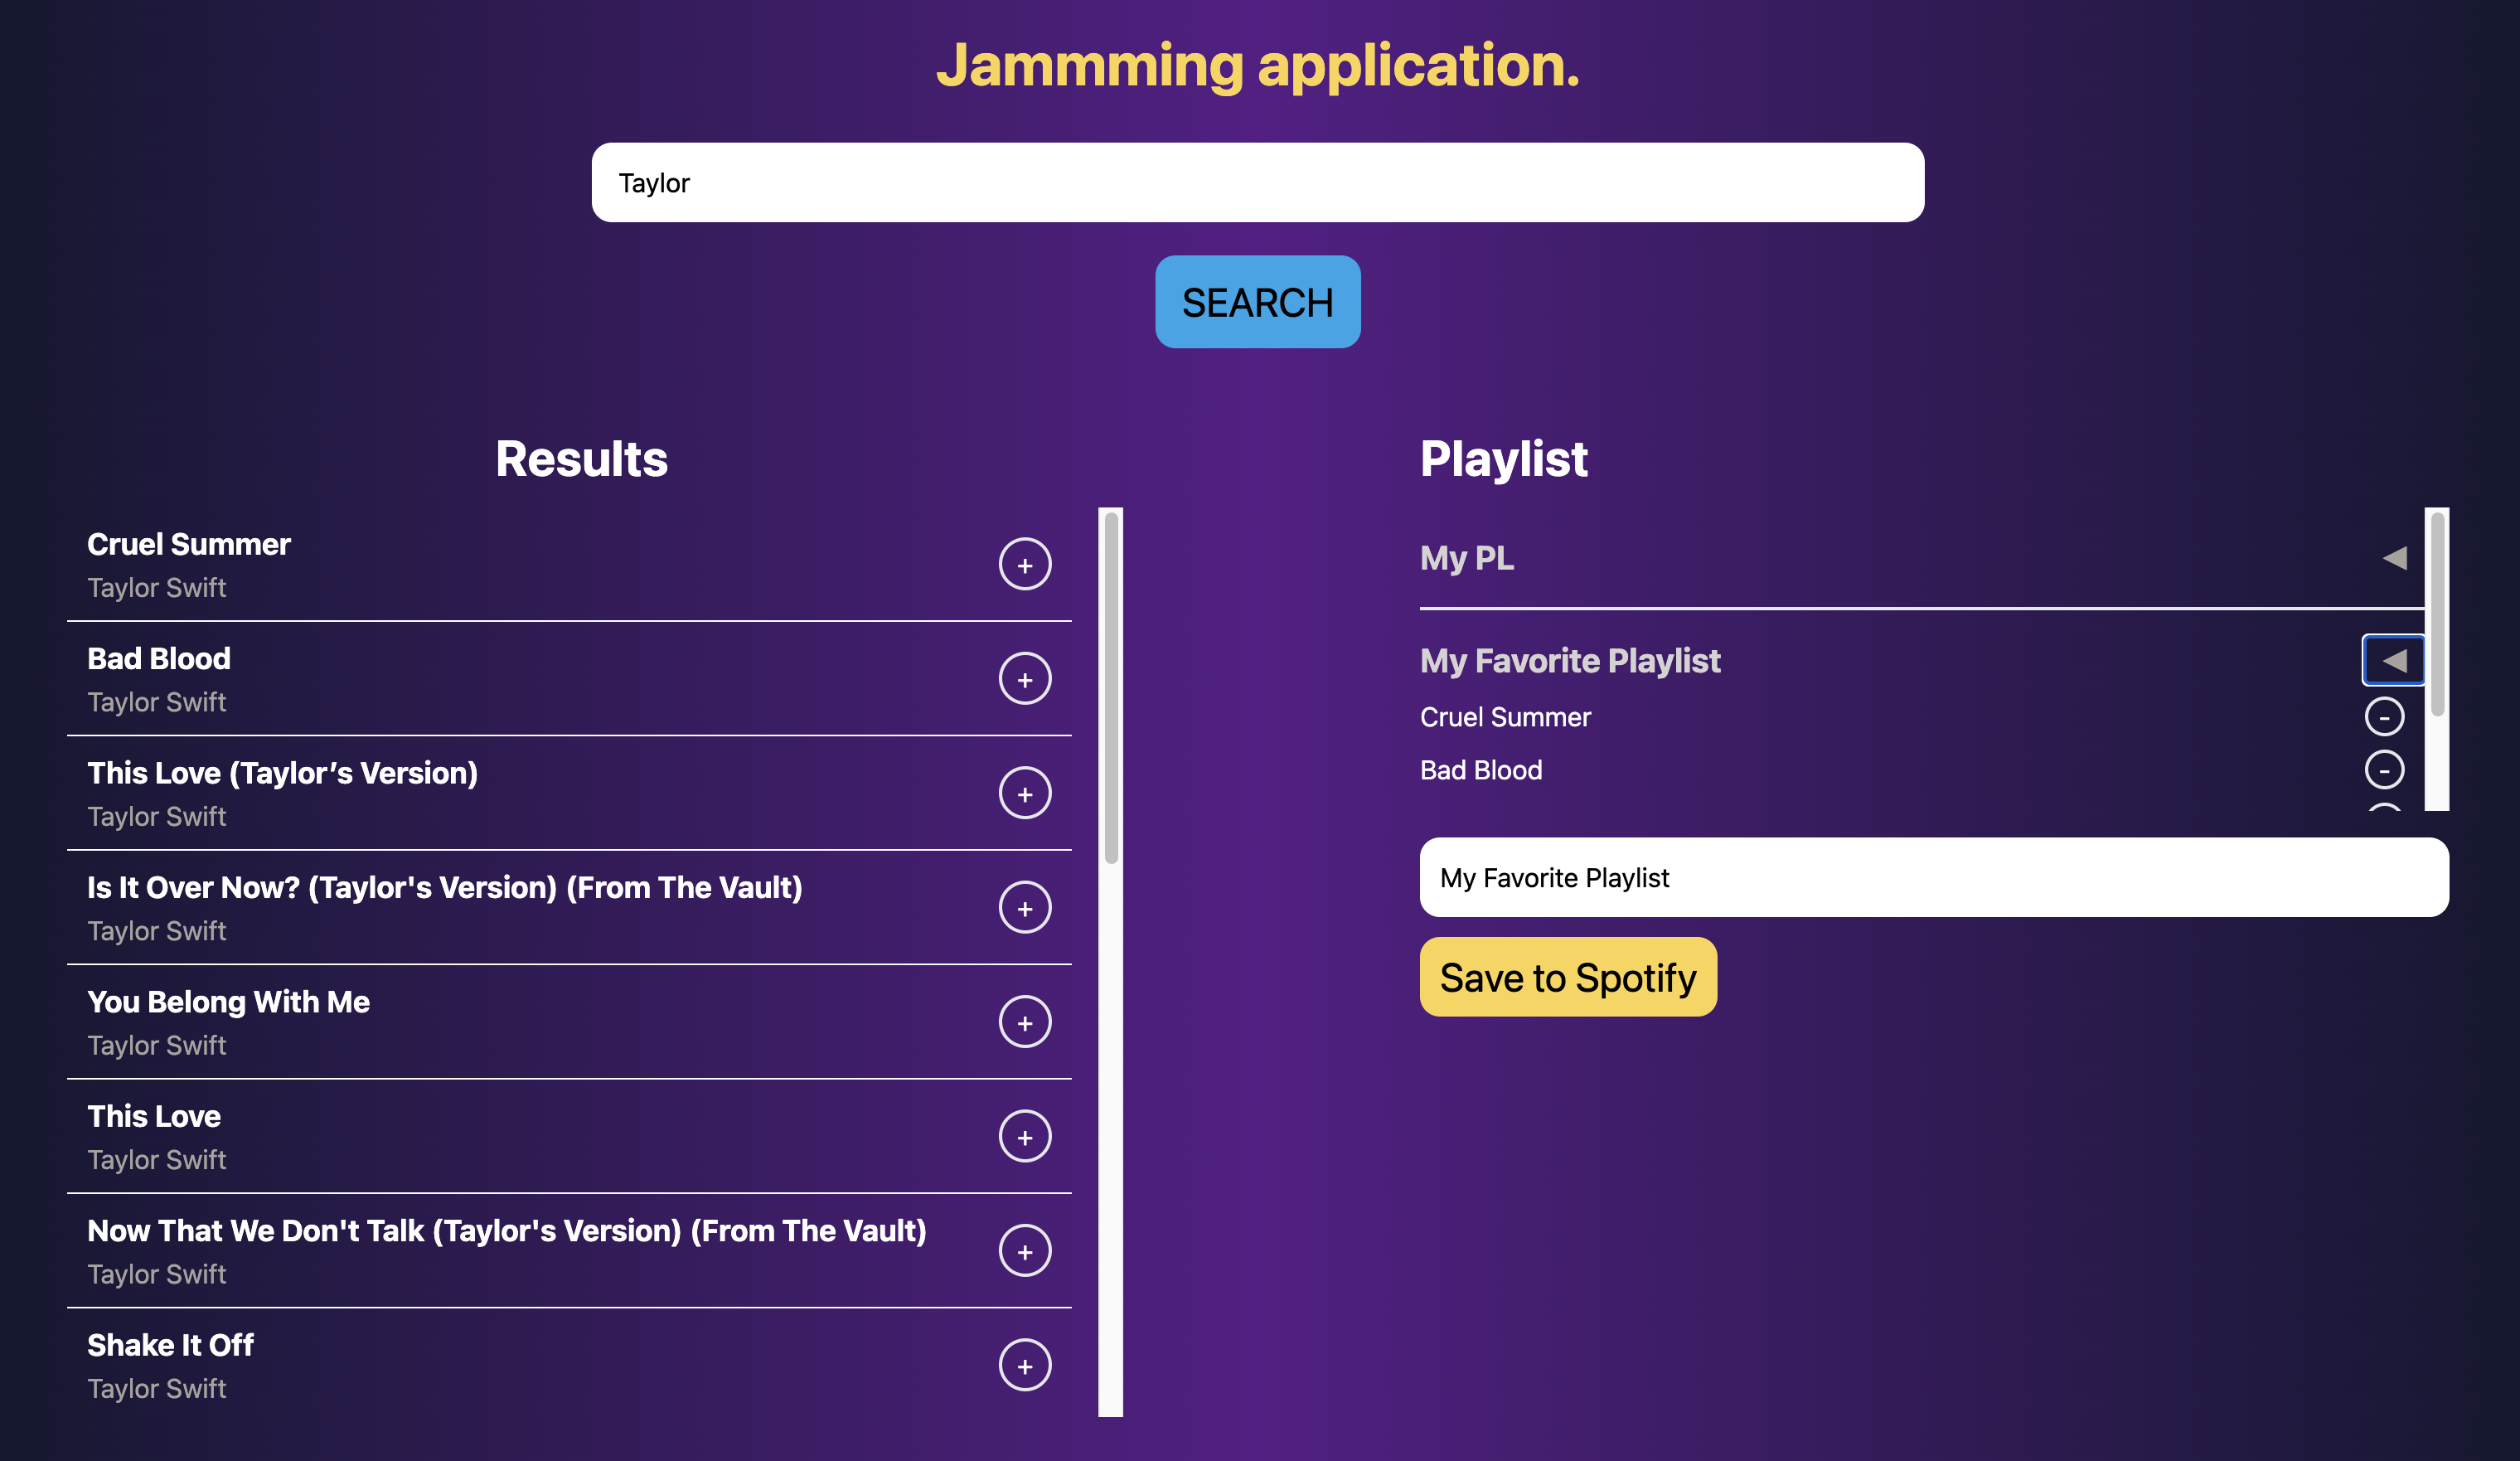 Jammming application.
Taylor
SEARCH
Results
Cruel Summer
Taylor Swift
+
Bad Blood
Taylor Swift
+
This Love (Taylor’s Version)
Taylor Swift
+
Is It Over Now? (Taylor's Version) (From The Vault)
Taylor Swift
+
You Belong With Me
Taylor Swift
+
This Love
Taylor Swift
+
Now That We Don't Talk (Taylor's Version) (From The Vault)
Taylor Swift
+
Shake It Off
Taylor Swift
+
Playlist
My PL
◀
My Favorite Playlist
◀
Cruel Summer -
Bad Blood -
My Favorite Playlist
Save to Spotify